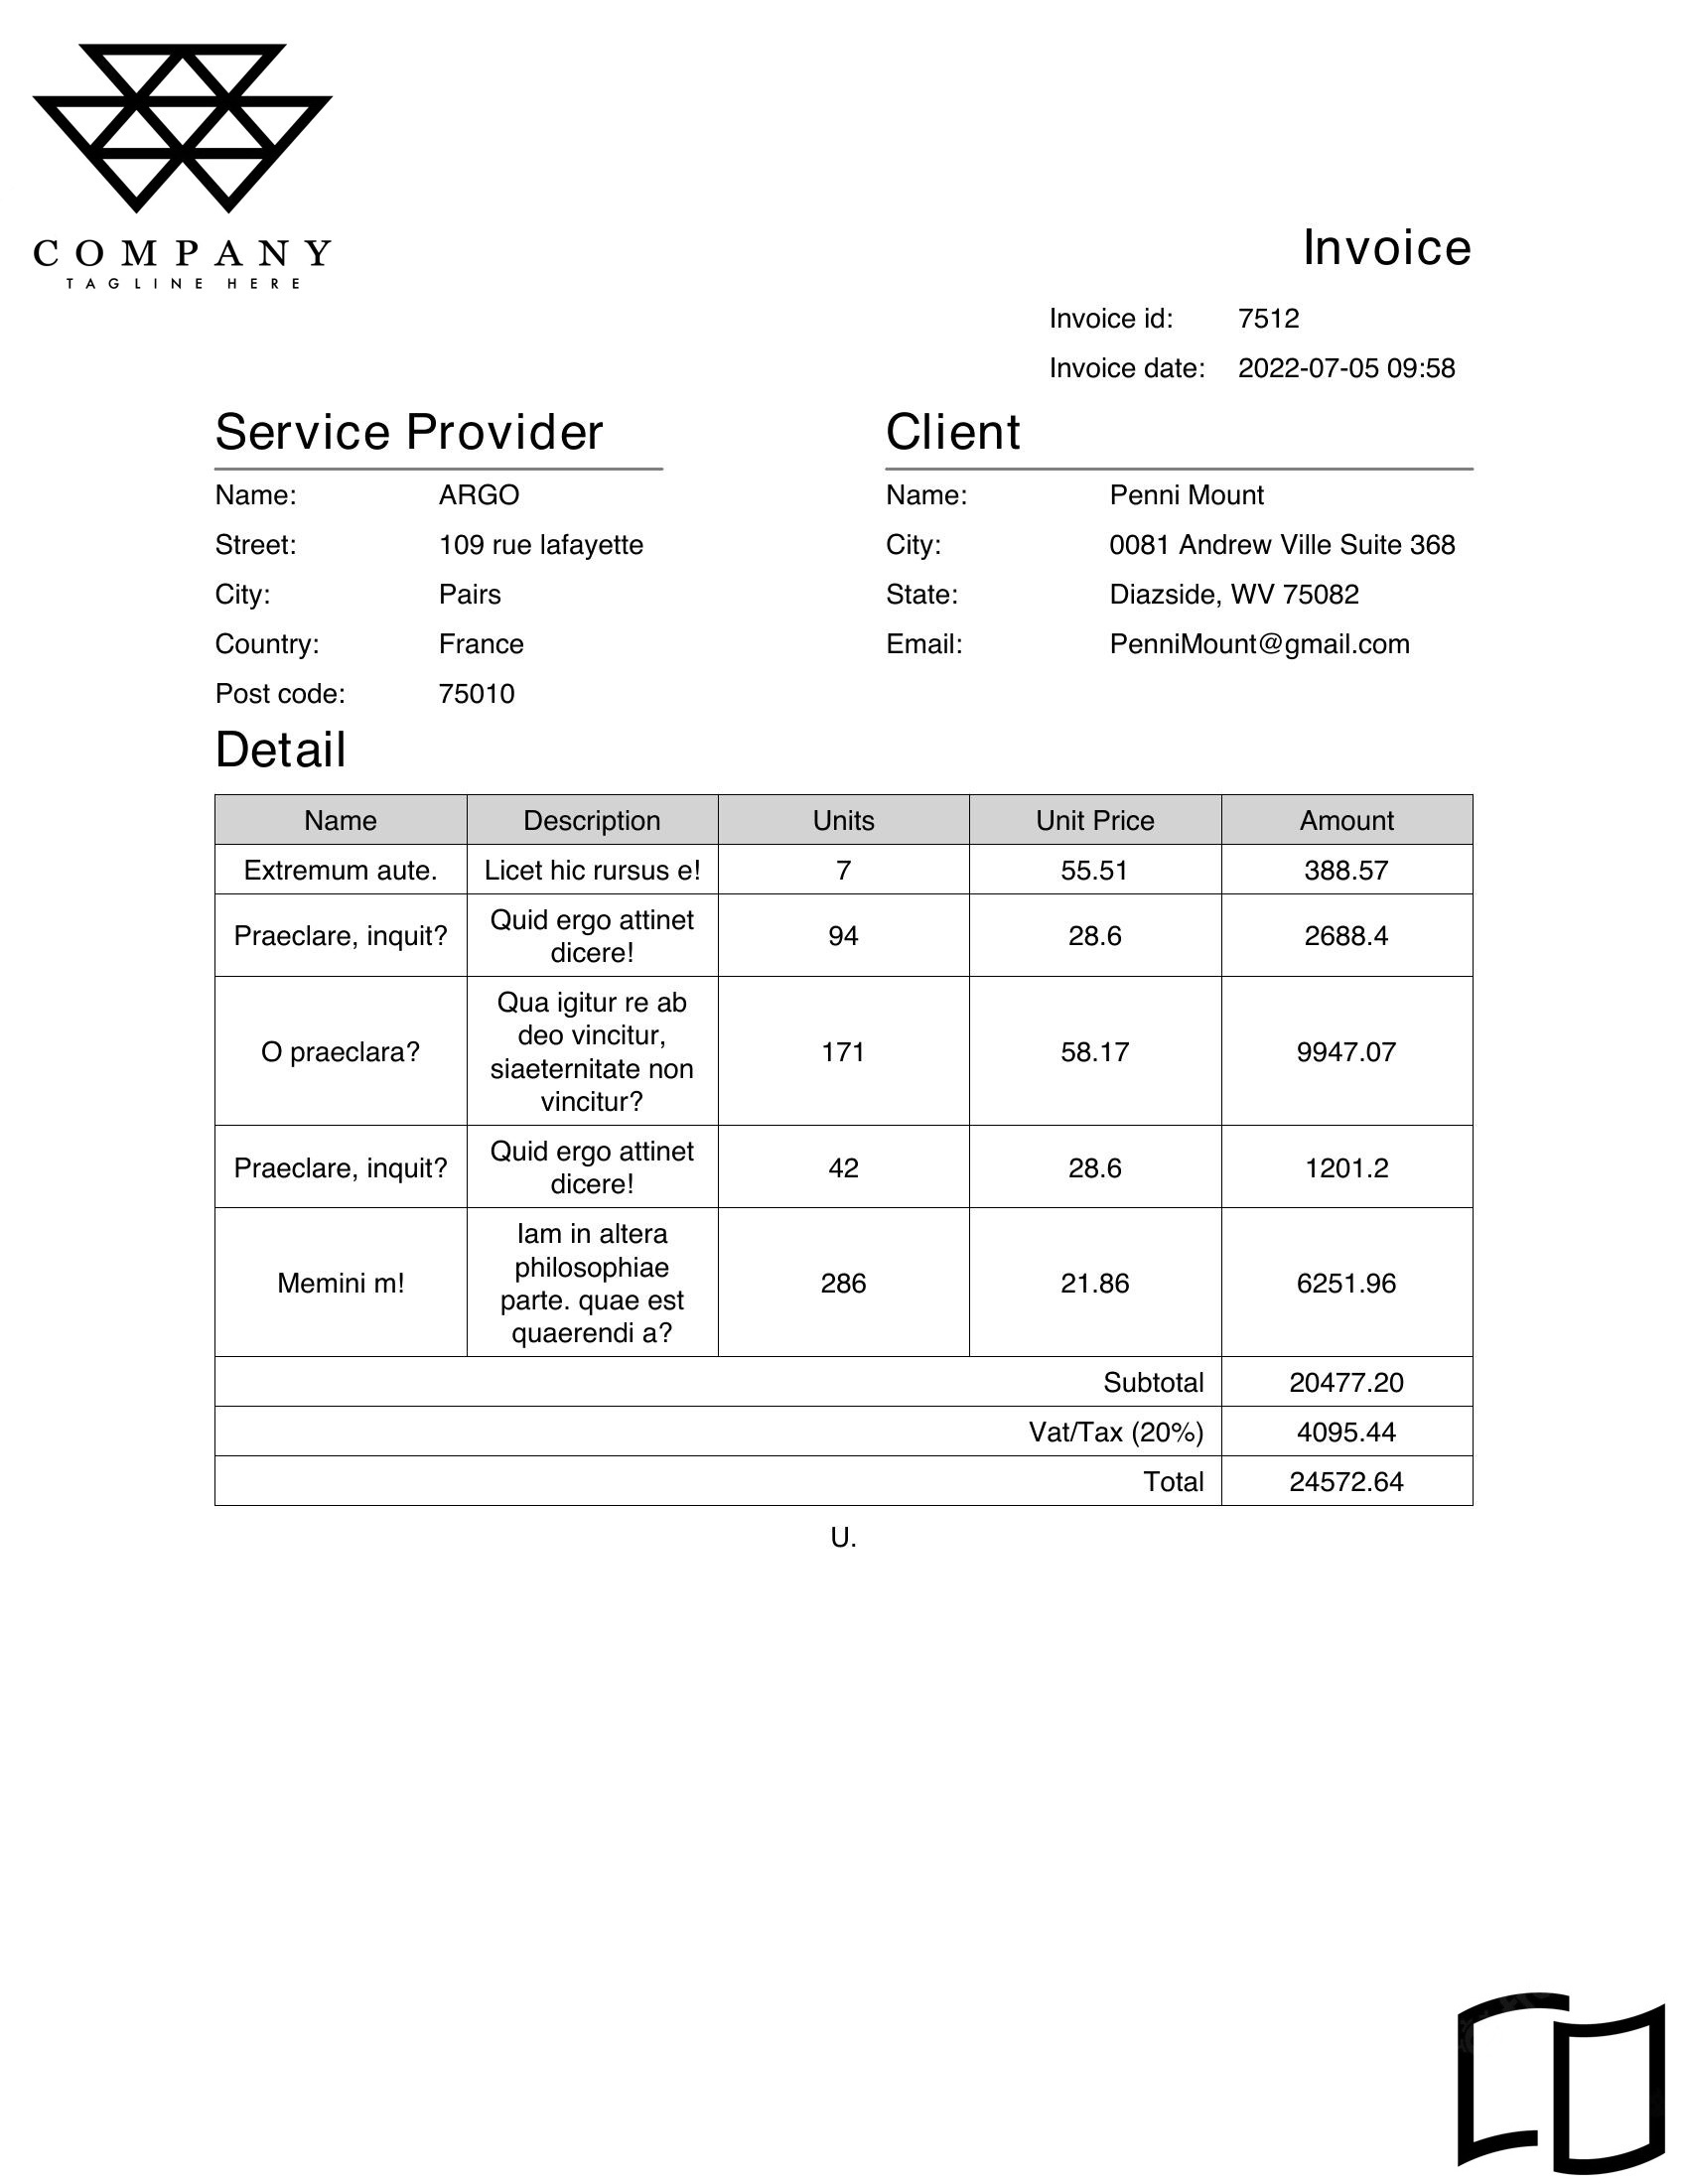 COMPANY
TAGLINE HERE
Invoice
Invoice id: 7512
Invoice date: 2022-07-05 09:58
Service Provider
Name: ARGO
Street: 109 rue lafayette
City: Pairs
Country: France
Post code: 75010
Client
Name: Penni Mount
City: 0081 Andrew Ville Suite 368
State: Diazside, WV 75082
Email: PenniMount@gmail.com
Detail
Name Description Units Unit Price Amount
Extremum aute. Licet hic rursus e! 7 55.51 388.57
Praeclare, inquit? Quid ergo attinet
dicere! 94 28.6 2688.4
O praeclara? Qua igitur re ab
deo vincitur,
siaeternitate non
vincitur? 171 58.17 9947.07
Praeclare, inquit? Quid ergo attinet
dicere! 42 28.6 1201.2
Memini m! Iam in altera
philosophiae
parte. quae est
quaerendi a? 286 21.86 6251.96
Subtotal 20477.20
Vat/Tax (20%) 4095.44
Total 24572.64
U.